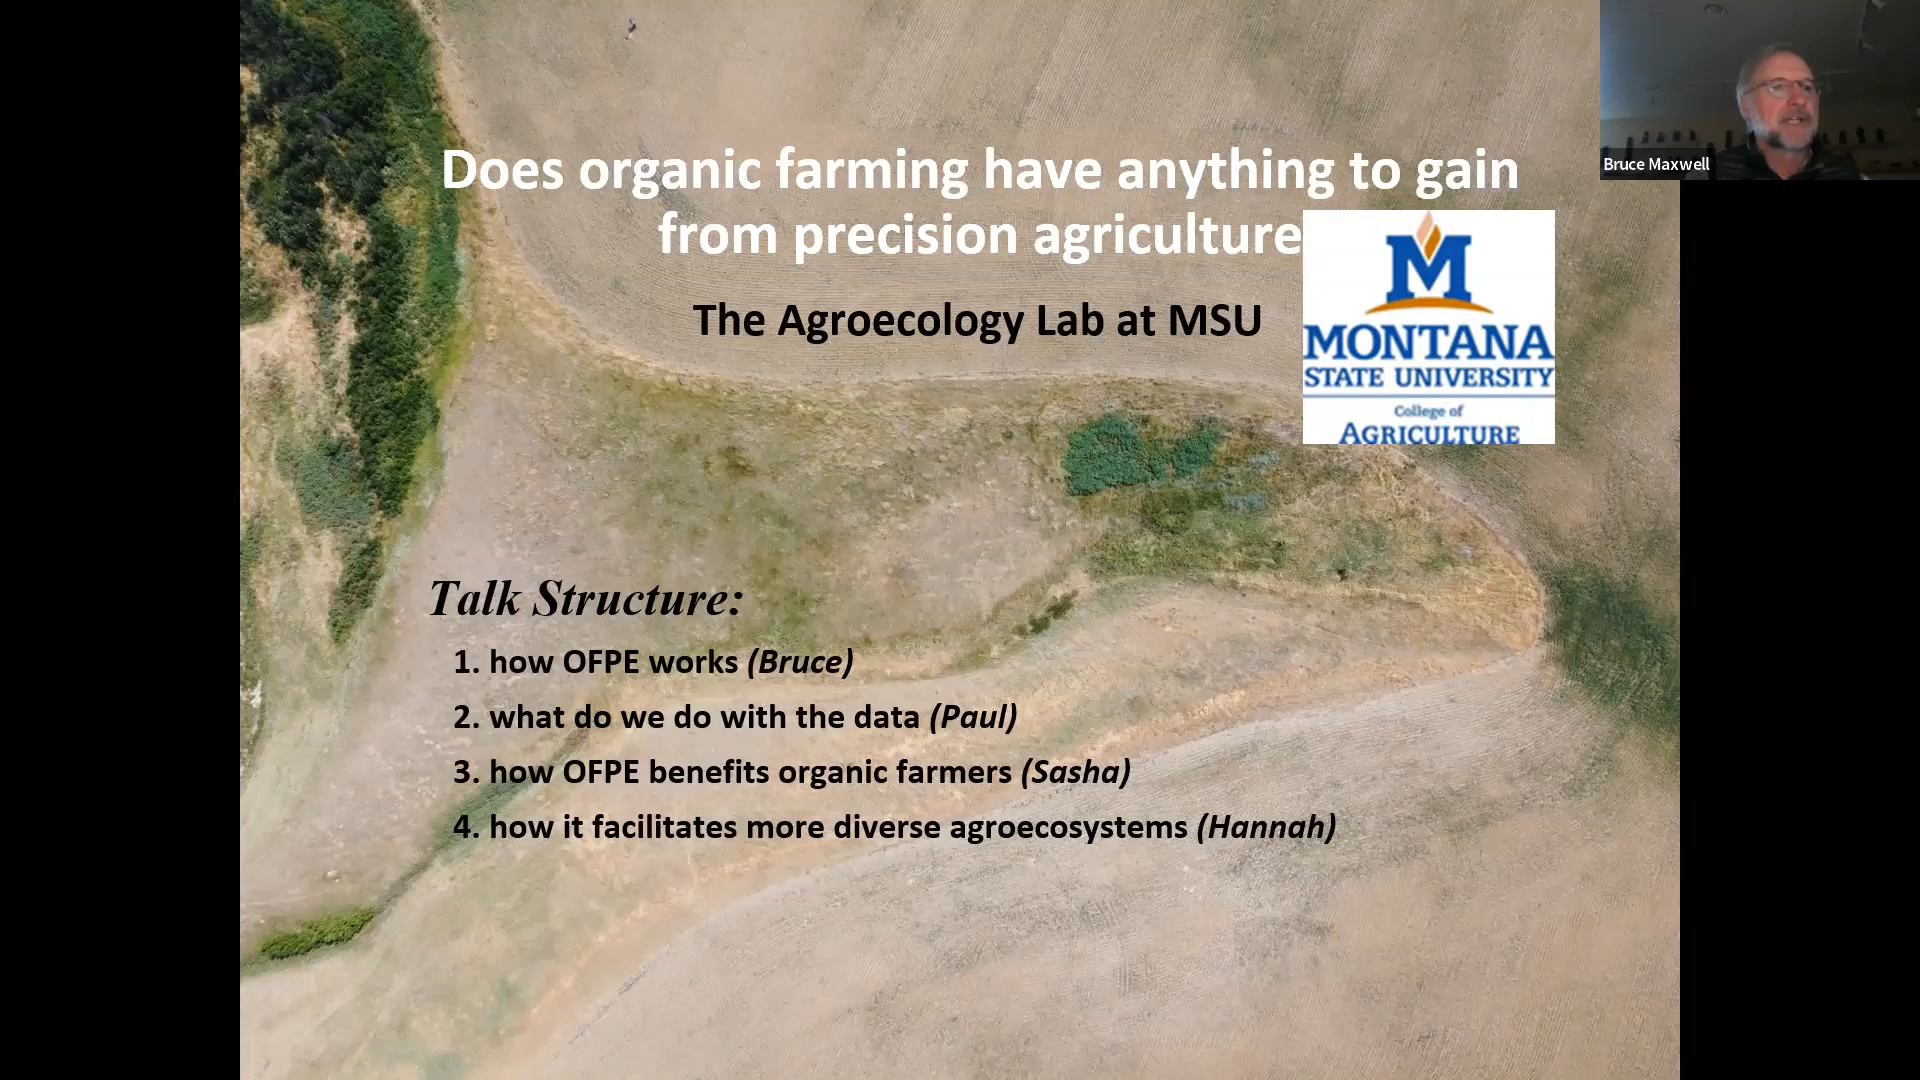 Does organic farming have anything to gain
from precision agriculture
The Agroecology Lab at MSU
M
MONTANA
STATE UNIVERSITY
College of
AGRICULTURE
Bruce Maxwell
Talk Structure:
1. how OFPE works (Bruce)
2. what do we do with the data (Paul)
3. how OFPE benefits organic farmers (Sasha)
4. how it facilitates more diverse agroecosystems (Hannah)